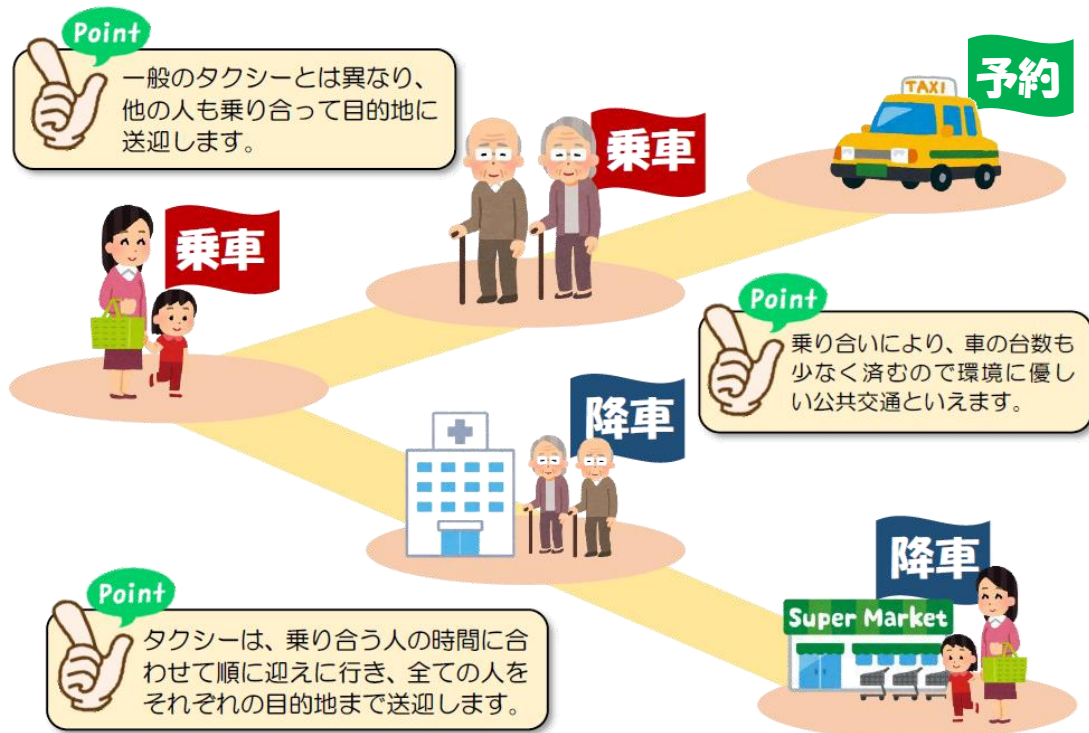 Point
一般のタクシーとは異なり、
他の人も乗り合って目的地に
送迎します。
予約
TAXI
乗車
乗車
Point
乗り合いにより、車の台数も
少なく済むので環境に優し
い公共交通といえます。
降車
降車
Super Market
Point
タクシーは、乗り合う人の時間に合
わせて順に迎えに行き、全ての人を
それぞれの目的地まで送迎します。